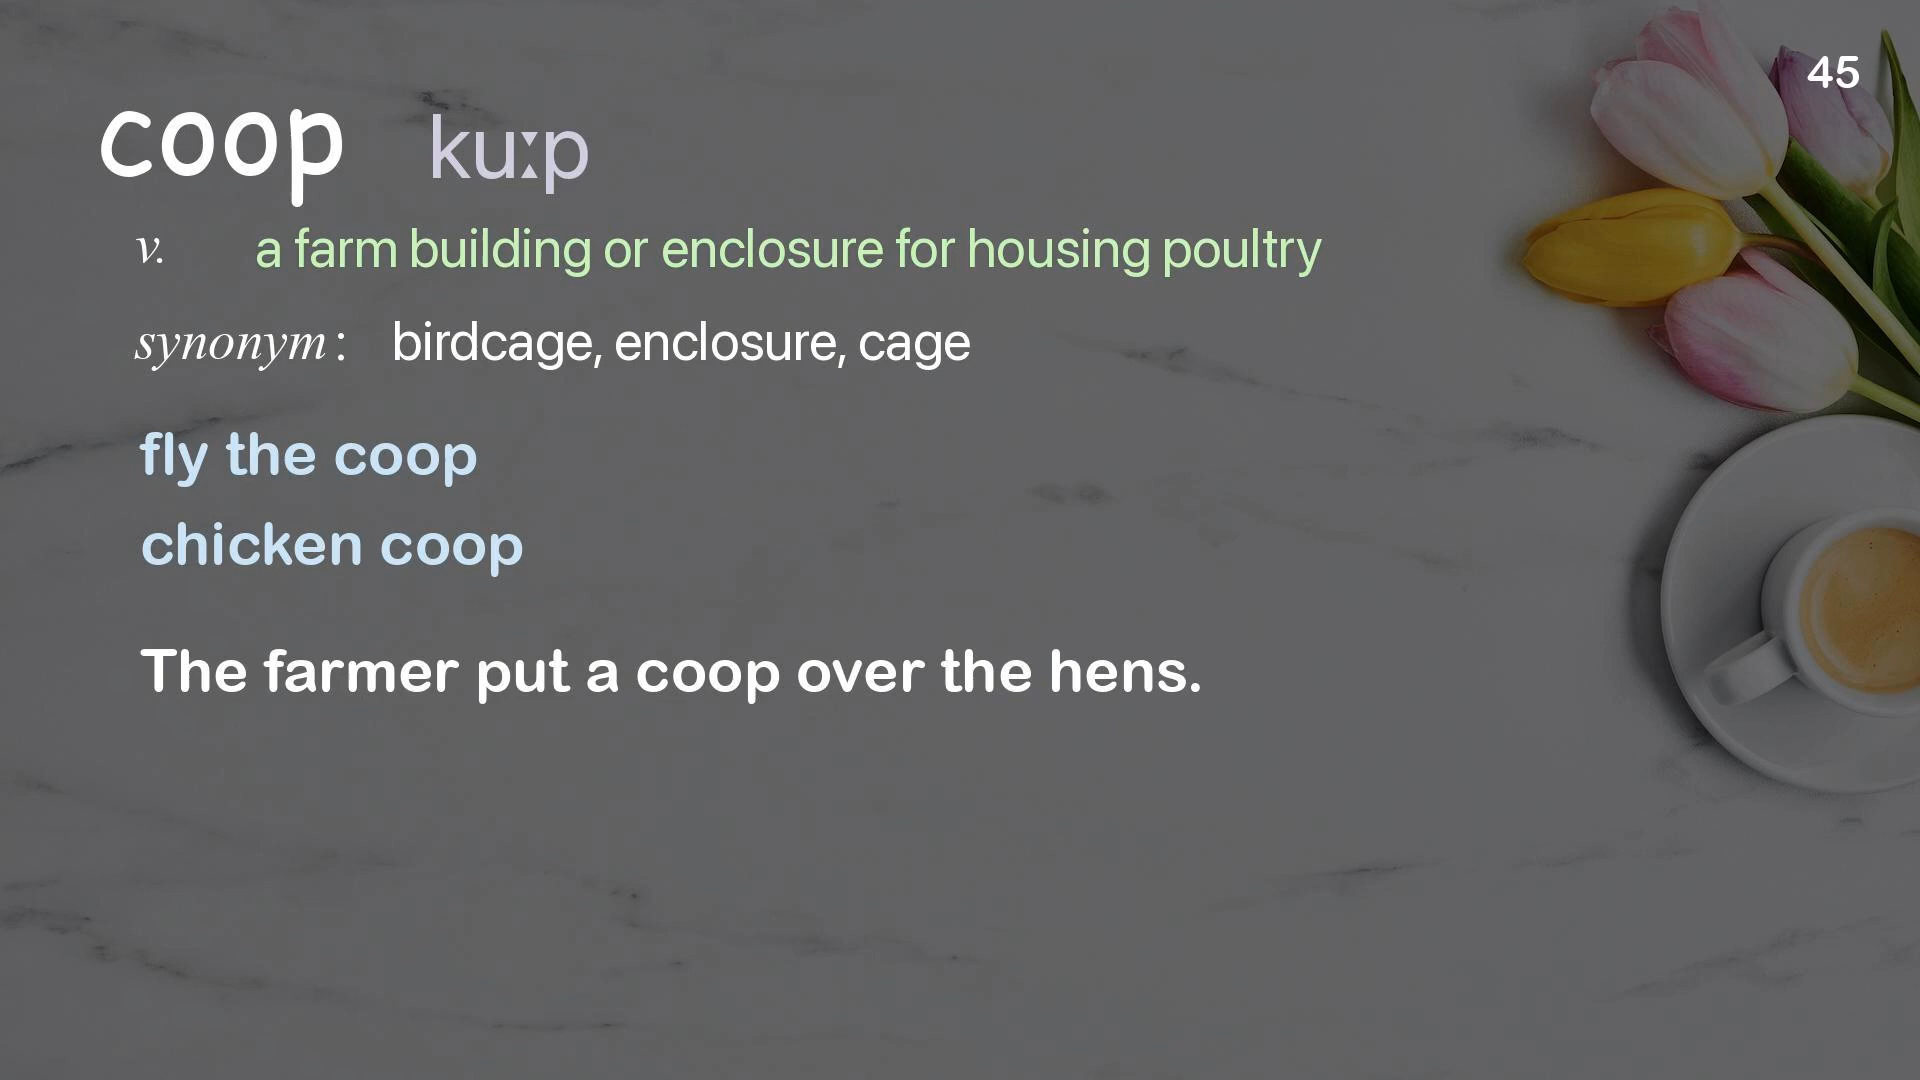 45
coop kuːp
v. a farm building or enclosure for housing poultry
synonym : birdcage, enclosure, cage
fly the coop
chicken coop
The farmer put a coop over the hens.